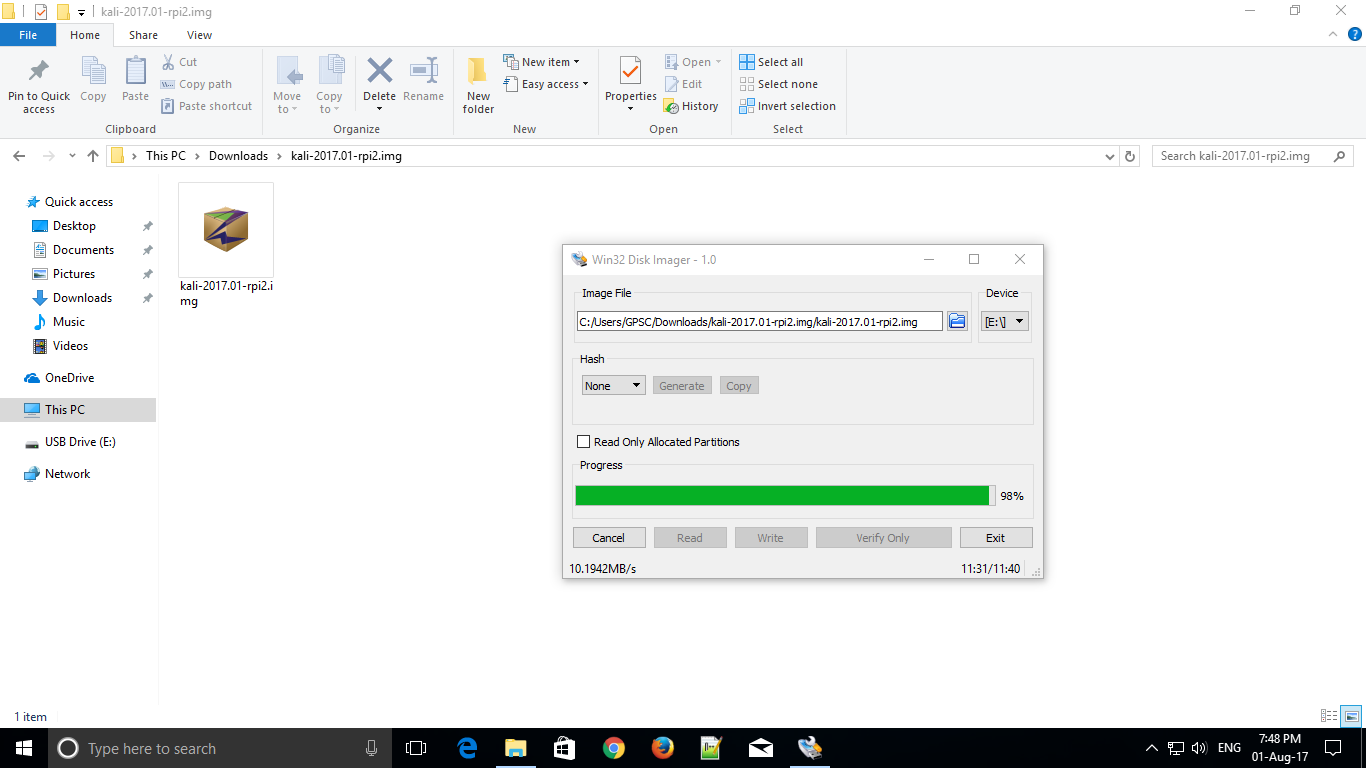 kali-2017.01-rpi2.img
File Home Share View
Pin to Quick access
Copy
Paste
Cut
Copy path
Paste shortcut
Clipboard
Move to
Copy to
Delete
Rename
Organize
New folder
New item
Easy access
New
Properties
Open
Edit
History
Open
Select all
Select none
Invert selection
Select
This PC > Downloads > kali-2017.01-rpi2.img
Search kali-2017.01-rpi2.img
Quick access
Desktop
Documents
Pictures
Downloads
Music
Videos
OneDrive
This PC
USB Drive (E:)
Network
kali-2017.01-rpi2.i
mg
Win32 Disk Imager - 1.0
Image File
Device
C:/Users/GPSC/Downloads/kali-2017.01-rpi2.img/kali-2017.01-rpi2.img
[E:\]
Hash
None Generate Copy
Read Only Allocated Partitions
Progress
98%
Cancel Read Write Verify Only Exit
10.1942MB/s 11:31/11:40
1 item
Type here to search
ENG
7:48 PM
01-Aug-17